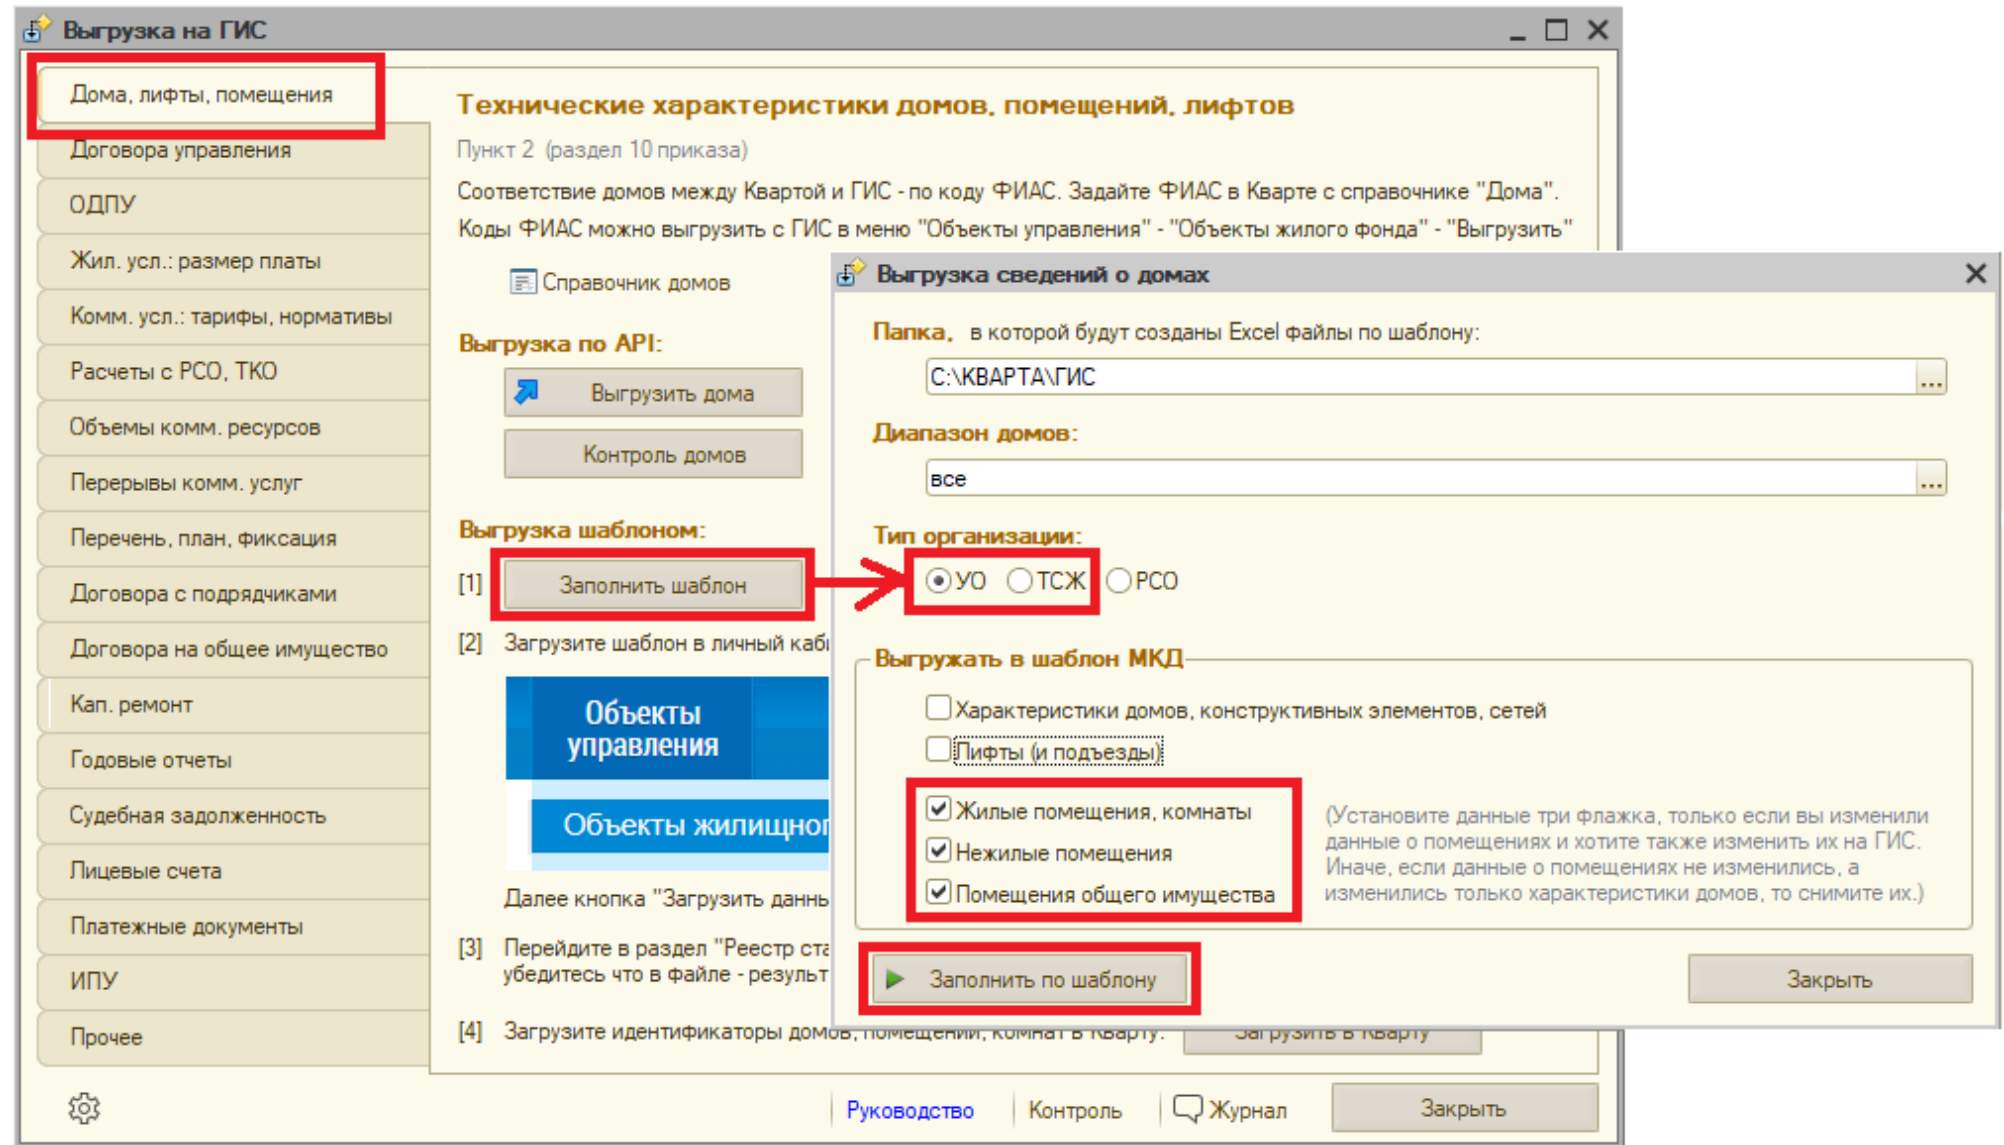 Выгрузка на ГИС
Дома, лифты, помещения
Договора управления
ОДПУ
Жил. усл.: размер платы
Комм. усл.: тарифы, нормативы
Расчеты с РСО, ТКО
Объемы комм. ресурсов
Перерывы комм. услуг
Перечень, план, фиксация
Договора с подрядчиками
Договора на общее имущество
Кап. ремонт
Годовые отчеты
Судебная задолженность
Лицевые счета
Платежные документы
ИПУ
Прочее
Технические характеристики домов, помещений, лифтов
Пункт 2 (раздел 10 приказа)
Соответствие домов между Квартой и ГИС - по коду ФИАС. Задайте ФИАС в Кварте с справочнике "Дома".
Коды ФИАС можно выгрузить с ГИС в меню "Объекты управления" - "Объекты жилого фонда" - "Выгрузить"
Справочник домов
Выгрузка по API:
Выгрузить дома
Контроль домов
Выгрузка шаблоном:
[1] Заполнить шаблон
[2] Загрузите шаблон в личный
Объекты
управления
Объекты
Далее кнопка "Загрузить
[3] Перейдите в раздел "Реестр
убедитесь что в файле -
[4] Загрузите идентификаторы домов, помещений, комнат в Кварту:
Загрузить в Кварту
Руководство
Контроль
Журнал
Закрыть
Выгрузка сведений о домах
Папка, в которой будут созданы Excel файлы по шаблону:
C:\КВАРТА\ГИС
...
Диапазон домов:
все
...
Тип организации:
УО ТСЖ РСО
Выгружать в шаблон МКД
Характеристики домов, конструктивных элементов, сетей
Лифты (и подъезды)
Жилые помещения, комнаты
Нежилые помещения
Помещения общего имущества
(Установите данные три флажка, только если вы изменили
данные о помещениях и хотите также изменить их на ГИС.
Иначе, если данные о помещениях не изменились, а
изменились только характеристики домов, то снимите их.)
Заполнить по шаблону
Закрыть